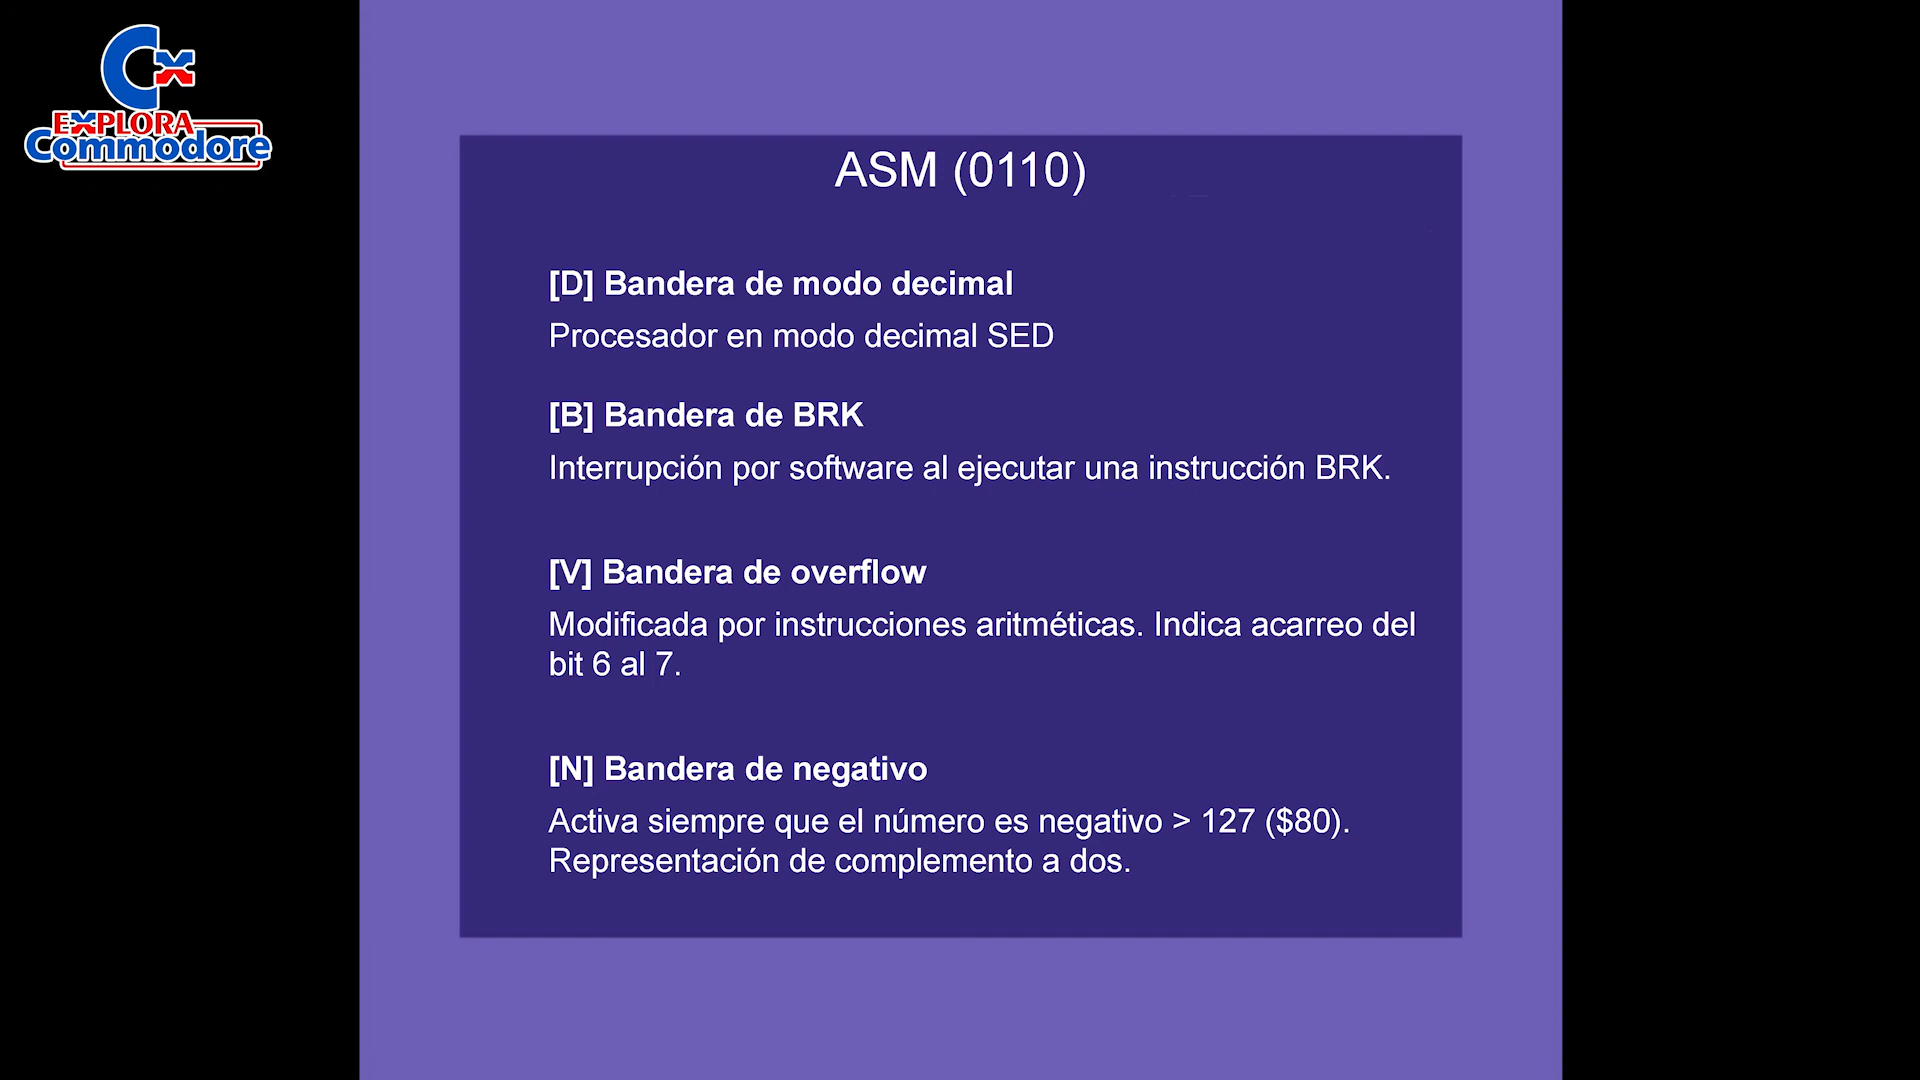 EXPLORA
Commodore
ASM (0110)
[D] Bandera de modo decimal
Procesador en modo decimal SED
[B] Bandera de BRK
Interrupción por software al ejecutar una instrucción BRK.
[V] Bandera de overflow
Modificada por instrucciones aritméticas. Indica acarreo del
bit 6 al 7.
[N] Bandera de negativo
Activa siempre que el número es negativo > 127 ($80).
Representación de complemento a dos.